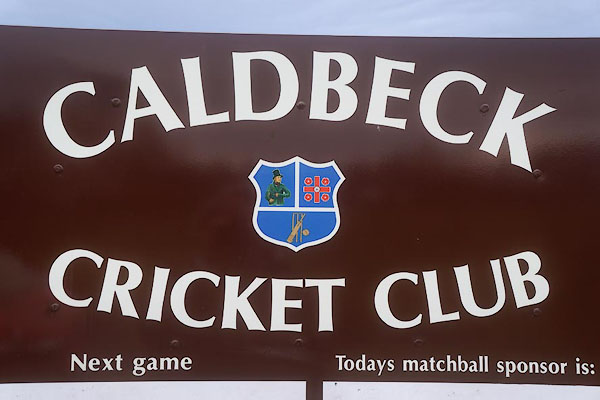 CALDBECK
CRICKET CLUB
Next game
Todays matchball sponsor is: